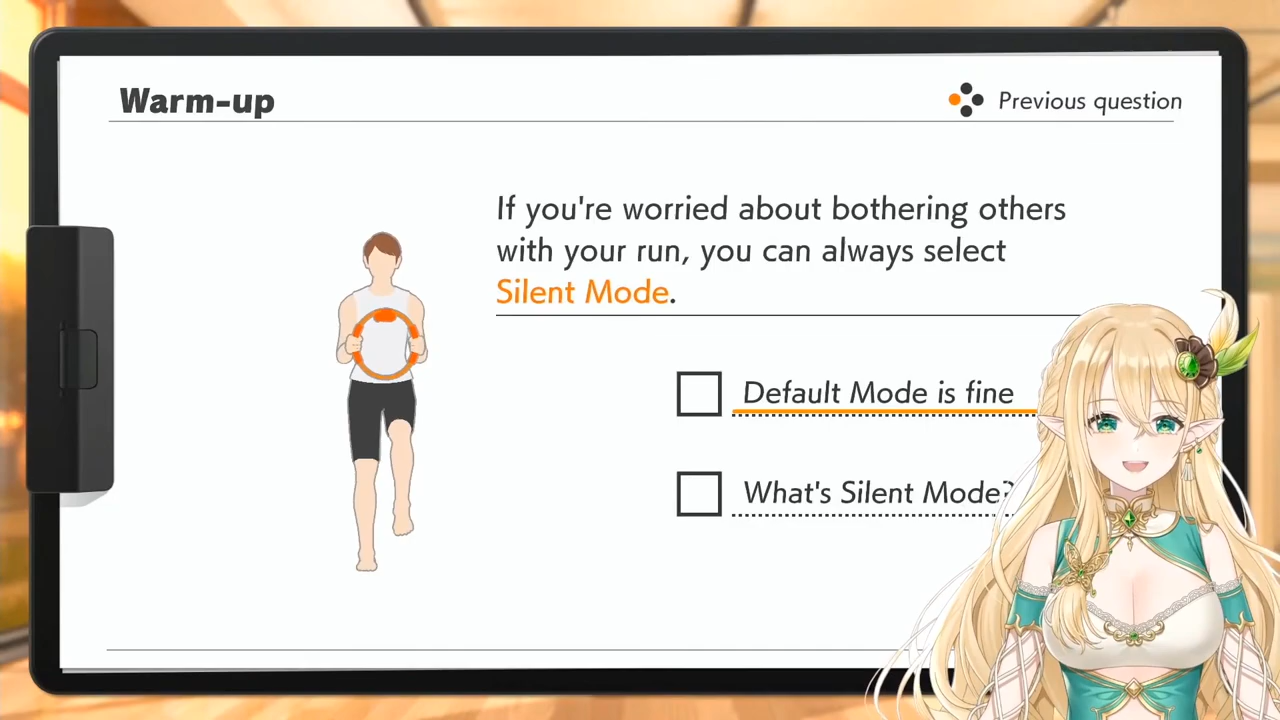 Warm-up
Previous question
If you're worried about bothering others
with your run, you can always select
Silent Mode.
Default Mode is fine
What's Silent Mode?